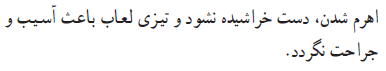 اهرم شدن، دست خراشیده نشود و تیزی لعاب باعث آسیب و
جراحت نگردد.